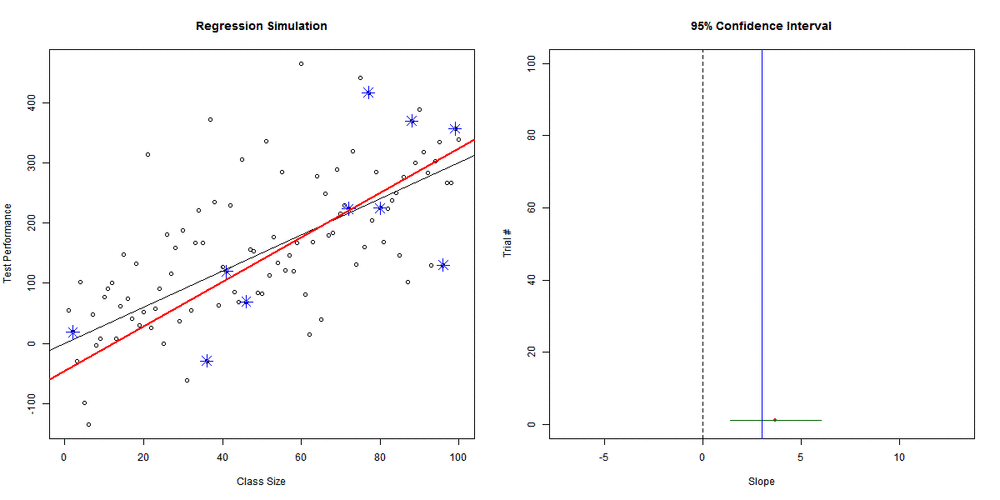 Regression Simulation
400
300
200
100
0
-100
Test Performance
0 20 40 60 80 100
Class Size
95% Confidence Interval
100
80
60
40
20
0
Trial #
-5 0 5 10
Slope